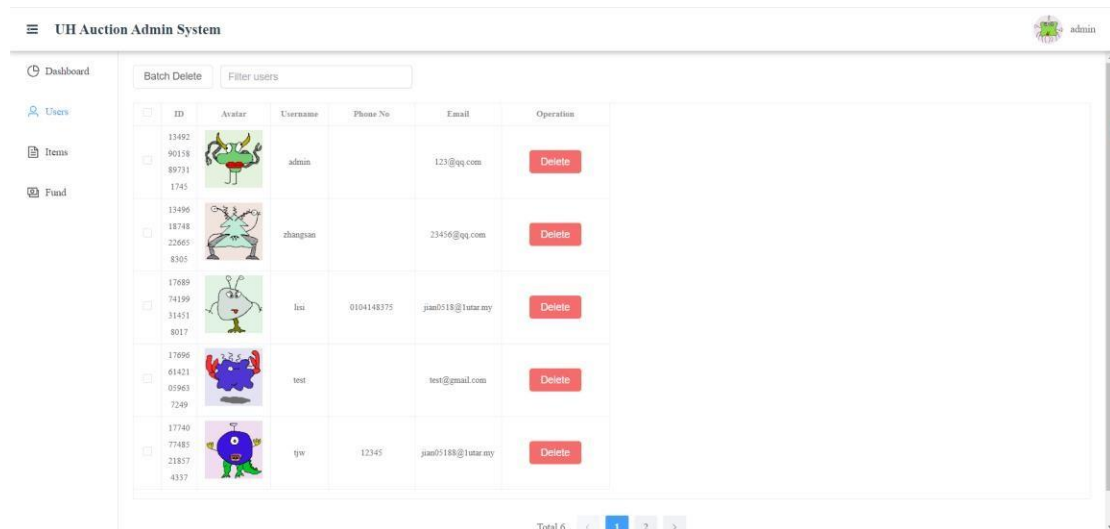 UH Auction Admin System
admin
Dashboard
Users
Items
Fund
Batch Delete
Filter users
ID Avatar Username Phone No Email Operation
13492
90158
89731
1745
admin 123@qq.com Delete
13496
18748
22665
8305
zhangsan 23456@qq.com Delete
17689
74199
31451
8017
lisi 0104148575 jian0518@1utar.my Delete
17696
61421
05963
7249
test test@gmail.com Delete
17740
77485
21857
4337
tjw 12345 jian05188@1utar.my Delete
Total 6 < 1 2 >